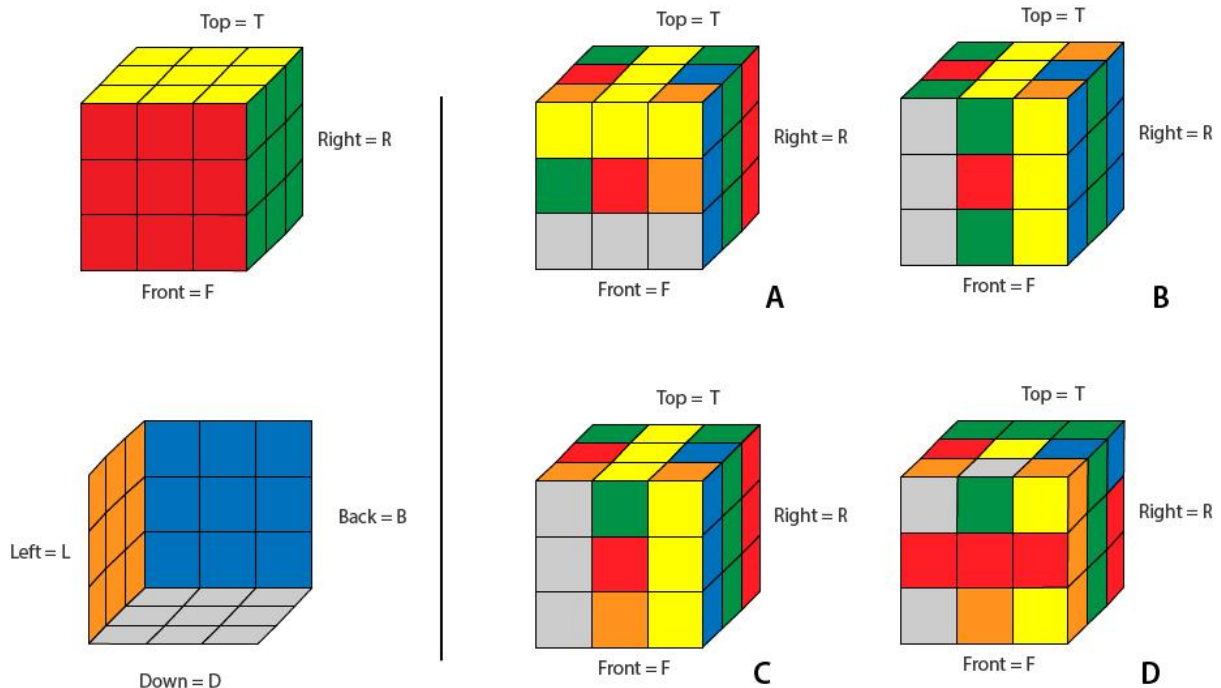 Top = T
Right = R
Front = F
Left = L
Back = B
Down = D
Top = T
Right = R
Front = F
A
Top = T
Right = R
Front = F
B
Top = T
Right = R
Front = F
C
Top = T
Right = R
Front = F
D